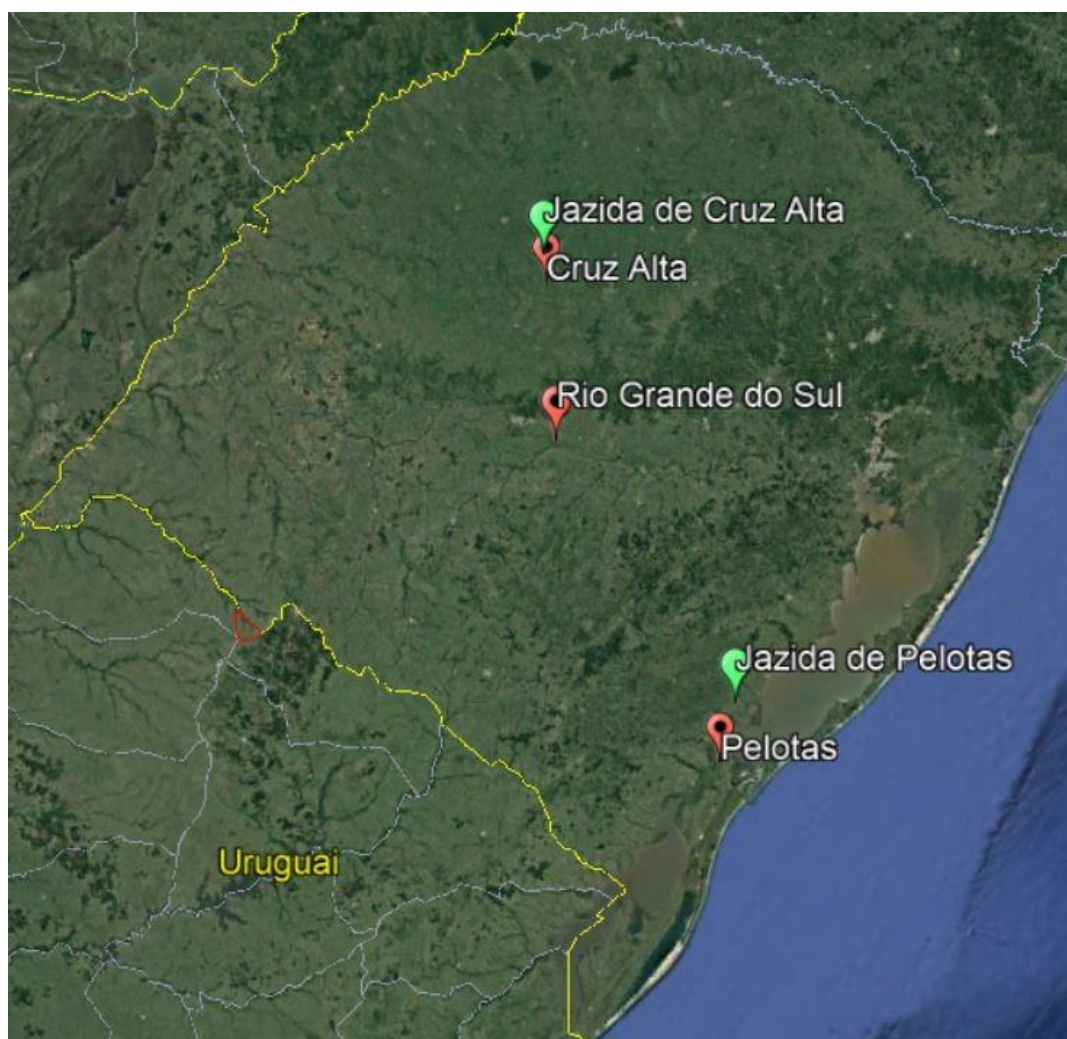 Jazida de Cruz Alta
Cruz Alta
Rio Grande do Sul
Jazida de Pelotas
Pelotas
Uruguai